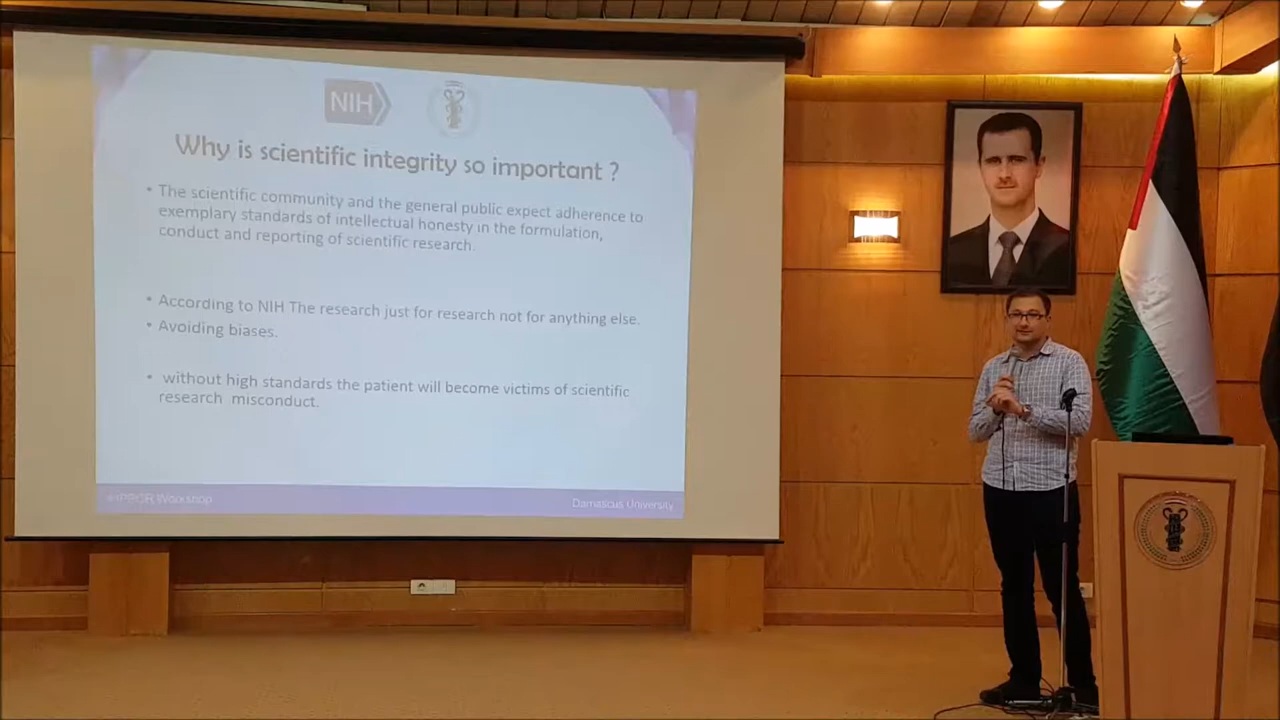 NIH
Why is scientific integrity so important ?
• The scientific community and the general public expect adherence to
exemplary standards of intellectual honesty in the formulation,
conduct and reporting of scientific research.
• According to NIH The research just for research not for anything else.
• Avoiding biases.
• without high standards the patient will become victims of scientific
research misconduct.
Workshop
Damascus University